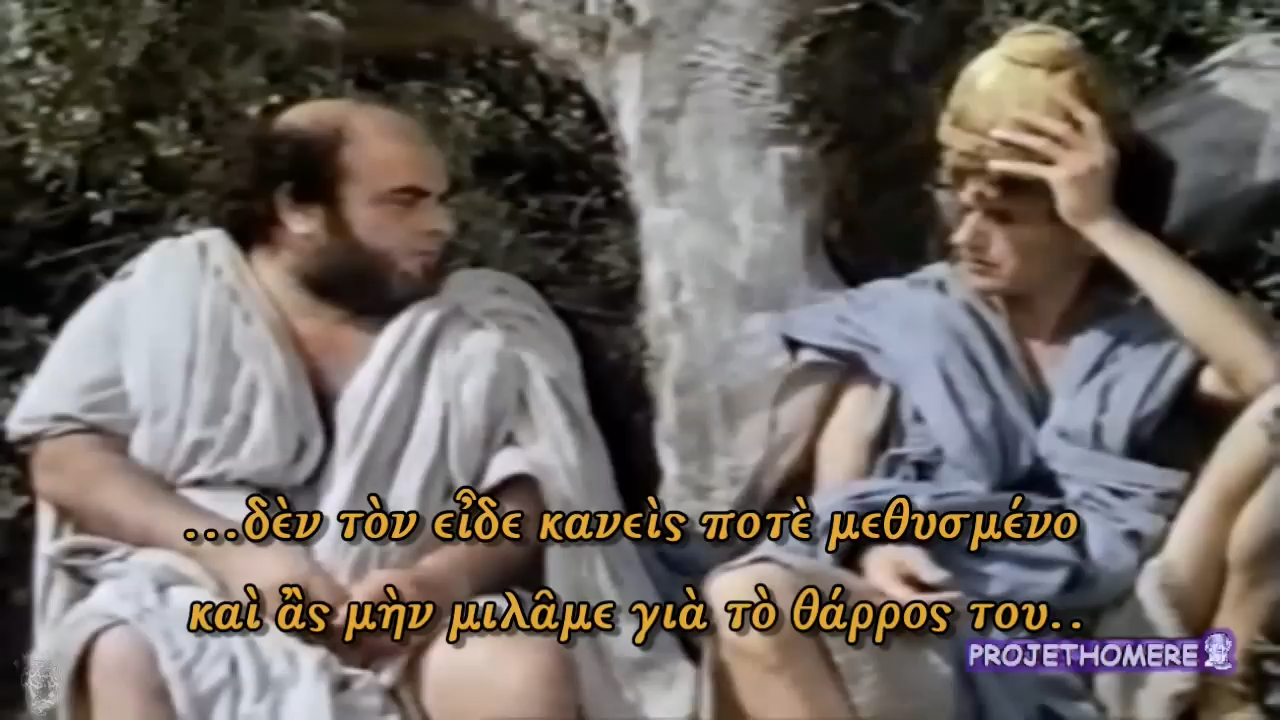 ...δὲν τὸν εἶδε κανεὶς ποτὲ μεθυσμένο
καὶ ἂς μὴν μιλᾶμε γιὰ τὸ θάρρος του..
PROJETHOMERE